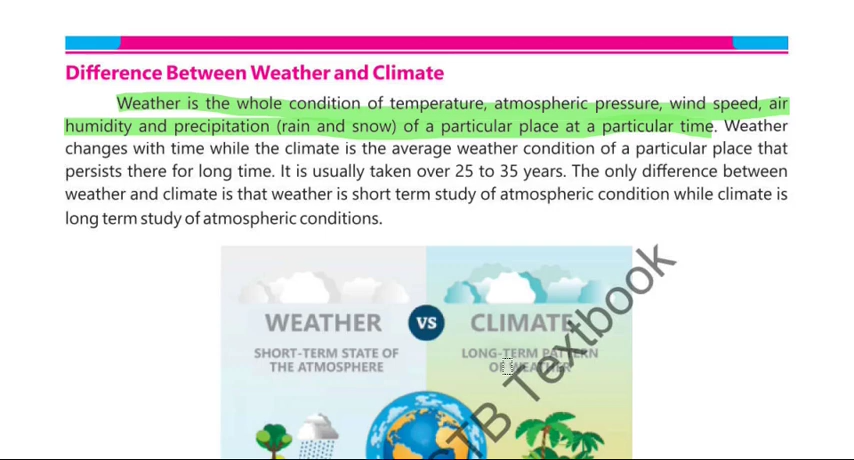 Difference Between Weather and Climate
Weather is the whole condition of temperature, atmospheric pressure, wind speed, air
humidity and precipitation (rain and snow) of a particular place at a particular time. Weather
changes with time while the climate is the average weather condition of a particular place that
persists there for long time. It is usually taken over 25 to 35 years. The only difference between
weather and climate is that weather is short term study of atmospheric condition while climate is
long term study of atmospheric conditions.
WEATHER VS CLIMATE
SHORT-TERM STATE OF
THE ATMOSPHERE
LONG-TERM PATTERN
OF WEATHER
TB Textbook